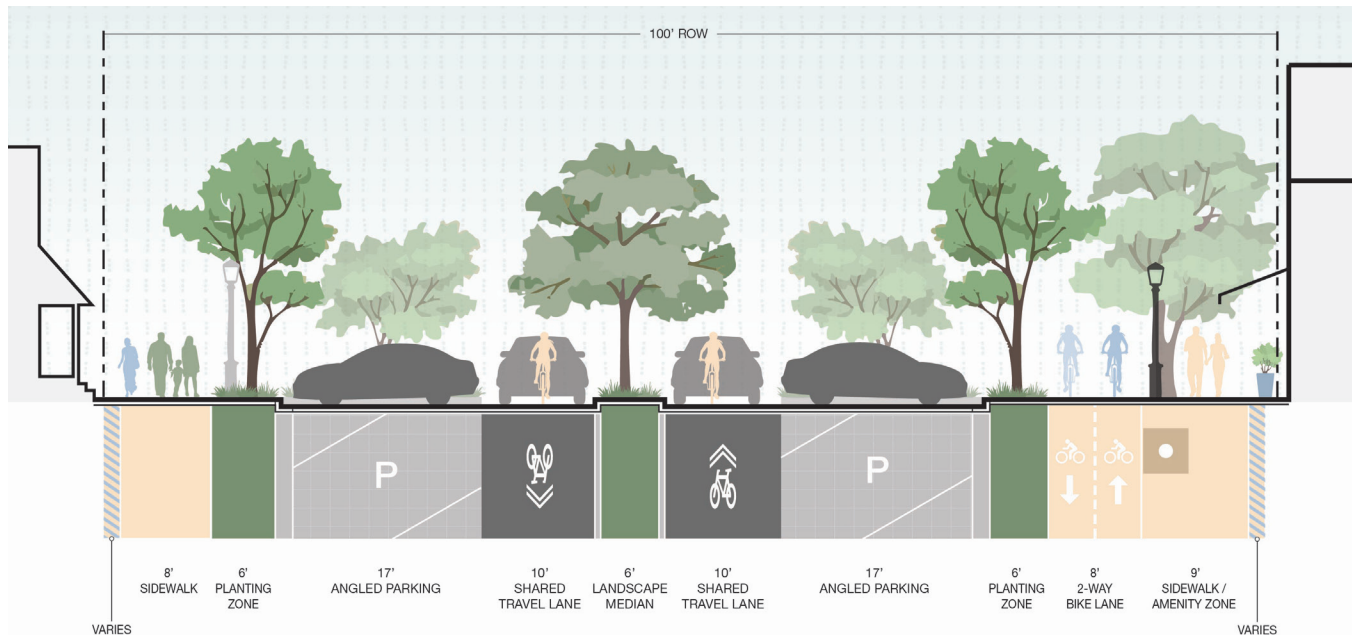 100' ROW
P
P
8'
SIDEWALK
6'
PLANTING
ZONE
17'
ANGLED PARKING
10'
SHARED
TRAVEL LANE
6'
LANDSCAPE
MEDIAN
10'
SHARED
TRAVEL LANE
17'
ANGLED PARKING
6'
PLANTING
ZONE
8'
2-WAY
BIKE LANE
9'
SIDEWALK /
AMENITY ZONE
VARIES
VARIES